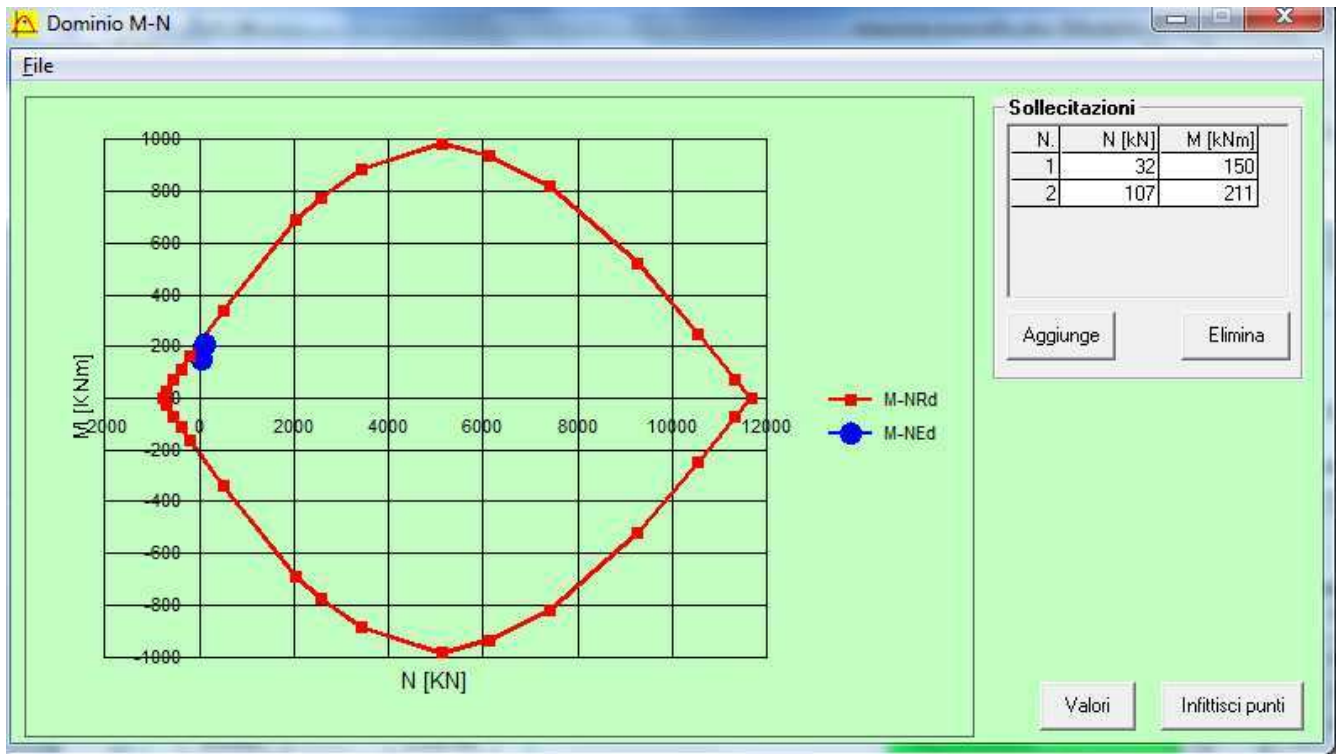 Dominio M-N
File
1000
800
600
400
200
0
-200
-400
-600
-800
-1000
M [KNm]
-2000 0 2000 4000 6000 8000 10000 12000
N [KN]
M-NRd
M-NEd
Sollecitazioni
N. N [kN] M [kNm]
1 32 150
2 107 211
Aggiunge Elimina
Valori Infittisci punti